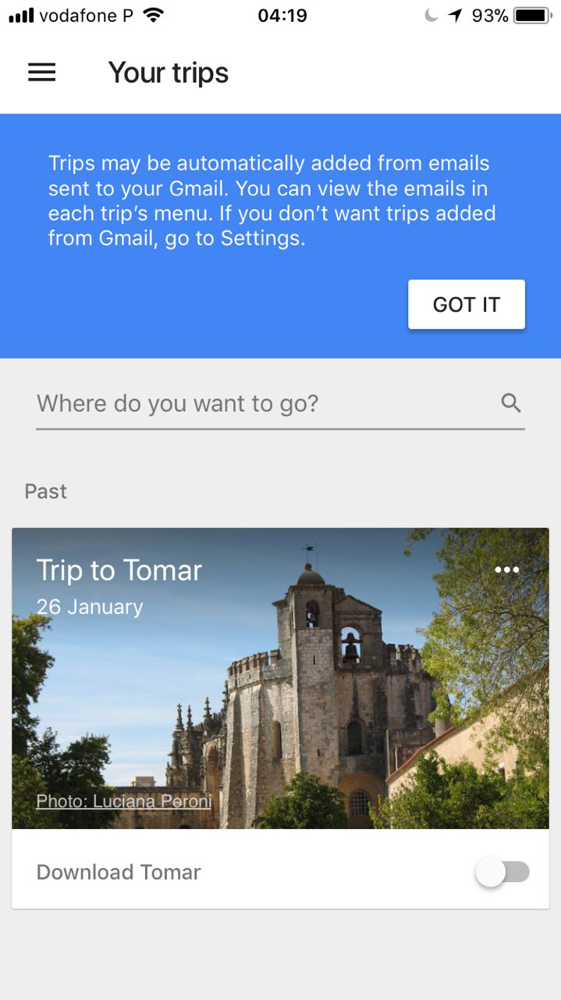 vodafone P 04:19 93%
Your trips
Trips may be automatically added from emails
sent to your Gmail. You can view the emails in
each trip’s menu. If you don’t want trips added
from Gmail, go to Settings.
GOT IT
Where do you want to go?
Past
Trip to Tomar
26 January
Photo: Luciana Peroni
Download Tomar